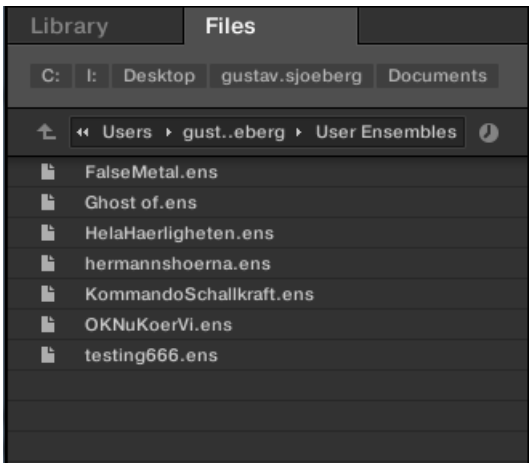 Library Files
C: I: Desktop gustav.sjoeberg Documents
Users gust..eberg User Ensembles
FalseMetal.ens
Ghost of.ens
HelaHaerligheten.ens
hermannshoerna.ens
KommandoSchallkraft.ens
OKNuKoerVi.ens
testing666.ens